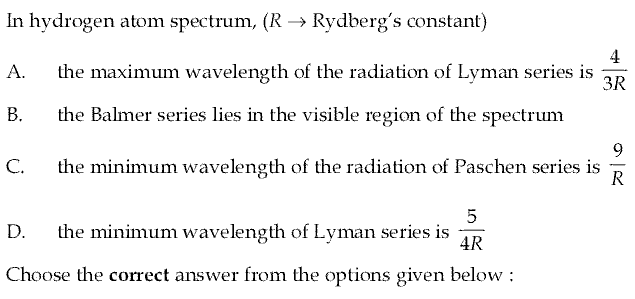 In hydrogen atom spectrum, (R → Rydberg's constant)
A. the maximum wavelength of the radiation of Lyman series is 4/3R
B. the Balmer series lies in the visible region of the spectrum
C. the minimum wavelength of the radiation of Paschen series is 9/R
D. the minimum wavelength of Lyman series is 5/4R
Choose the correct answer from the options given below :